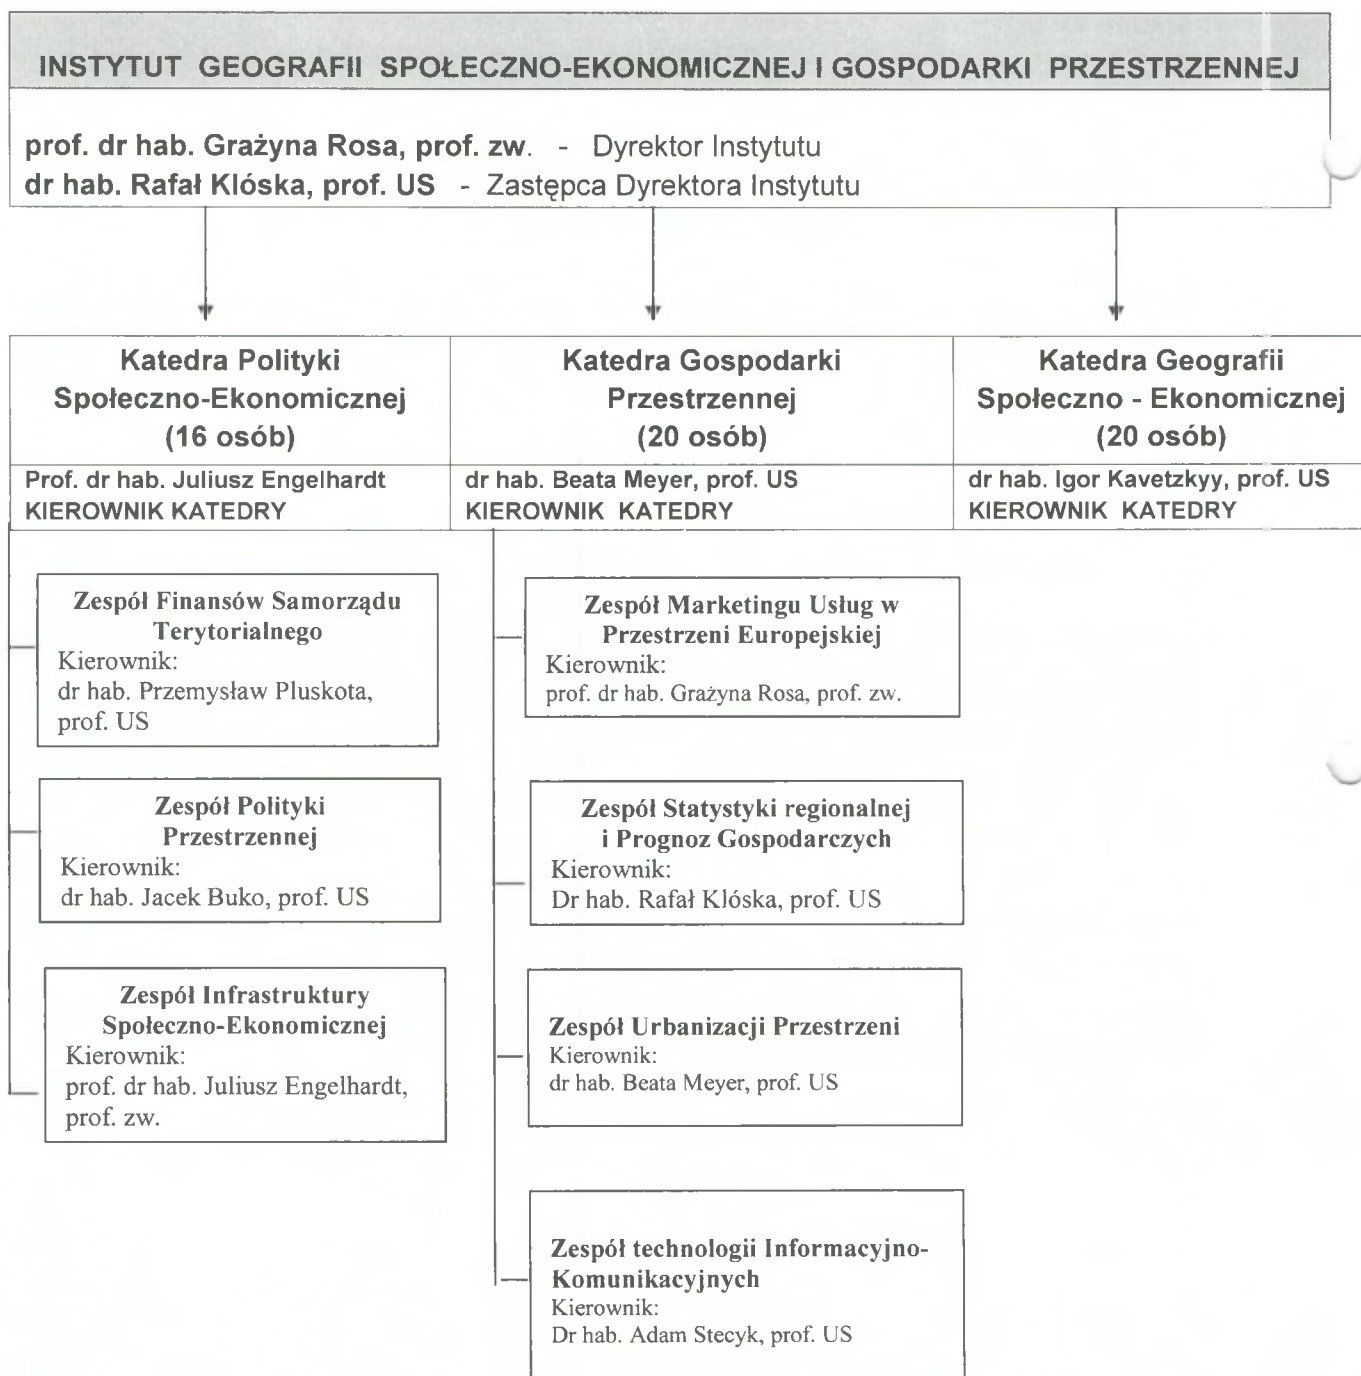 INSTYTUT GEOGRAFII SPOŁECZNO-EKONOMICZNEJ I GOSPODARKI PRZESTRZENNEJ
prof. dr hab. Grażyna Rosa, prof. zw. - Dyrektor Instytutu
dr hab. Rafał Klóska, prof. US - Zastępca Dyrektora Instytutu
Katedra Polityki
Społeczno-Ekonomicznej
(16 osób)
Prof. dr hab. Juliusz Engelhardt
KIEROWNIK KATEDRY
Katedra Gospodarki
Przestrzennej
(20 osób)
dr hab. Beata Meyer, prof. US
KIEROWNIK KATEDRY
Katedra Geografii
Społeczno - Ekonomicznej
(20 osób)
dr hab. Igor Kavetzkyy, prof. US
KIEROWNIK KATEDRY
Zespół Finansów Samorządu
Terytorialnego
Kierownik:
dr hab. Przemysław Pluskota,
prof. US
Zespół Polityki
Przestrzennej
Kierownik:
dr hab. Jacek Buko, prof. US
Zespół Infrastruktury
Społeczno-Ekonomicznej
Kierownik:
prof. dr hab. Juliusz Engelhardt,
prof. zw.
Zespół Marketingu Usług w
Przestrzeni Europejskiej
Kierownik:
prof. dr hab. Grażyna Rosa, prof. zw.
Zespół Statystyki regionalnej
i Prognoz Gospodarczych
Kierownik:
Dr hab. Rafał Klóska, prof. US
Zespół Urbanizacji Przestrzeni
Kierownik:
dr hab. Beata Meyer, prof. US
Zespół technologii Informacyjno-
Komunikacyjnych
Kierownik:
Dr hab. Adam Stecyk, prof. US